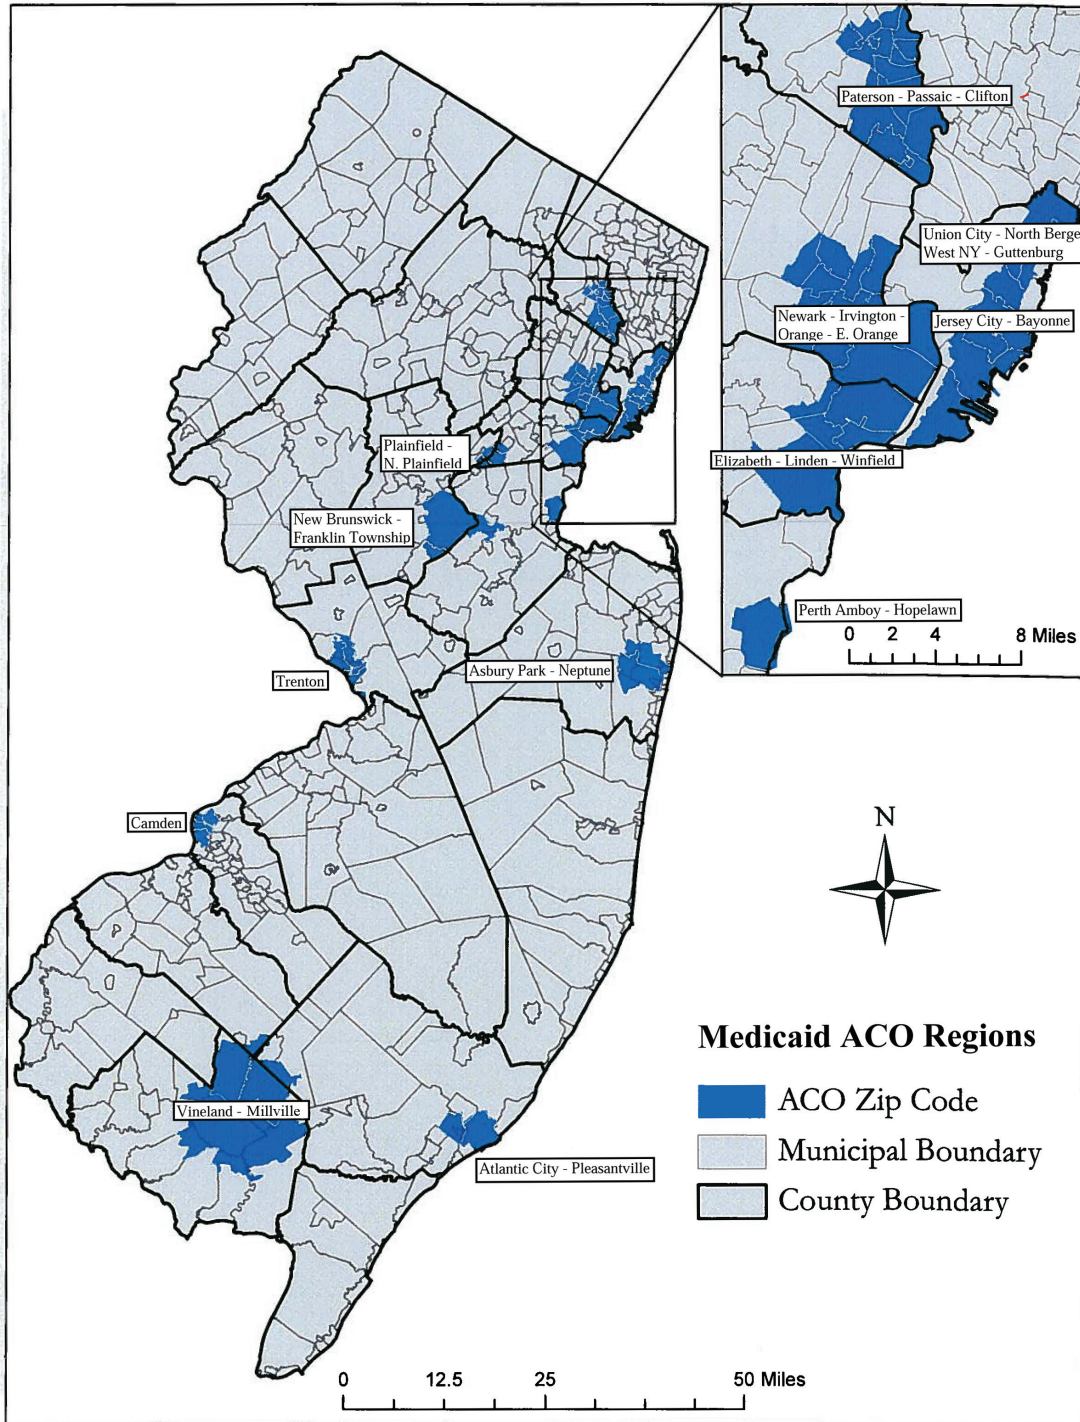 Paterson - Passaic - Clifton
Union City - North Berge
West NY - Guttenburg
Newark - Irvington -
Orange - E. Orange
Jersey City - Bayonne
Elizabeth - Linden - Winfield
Perth Amboy - Hopelawn
0 2 4 8 Miles
Plainfield -
N. Plainfield
New Brunswick -
Franklin Township
Trenton
Asbury Park - Neptune
Camden
N
Vineland - Millville
Atlantic City - Pleasantville
Medicaid ACO Regions
ACO Zip Code
Municipal Boundary
County Boundary
0 12.5 25 50 Miles